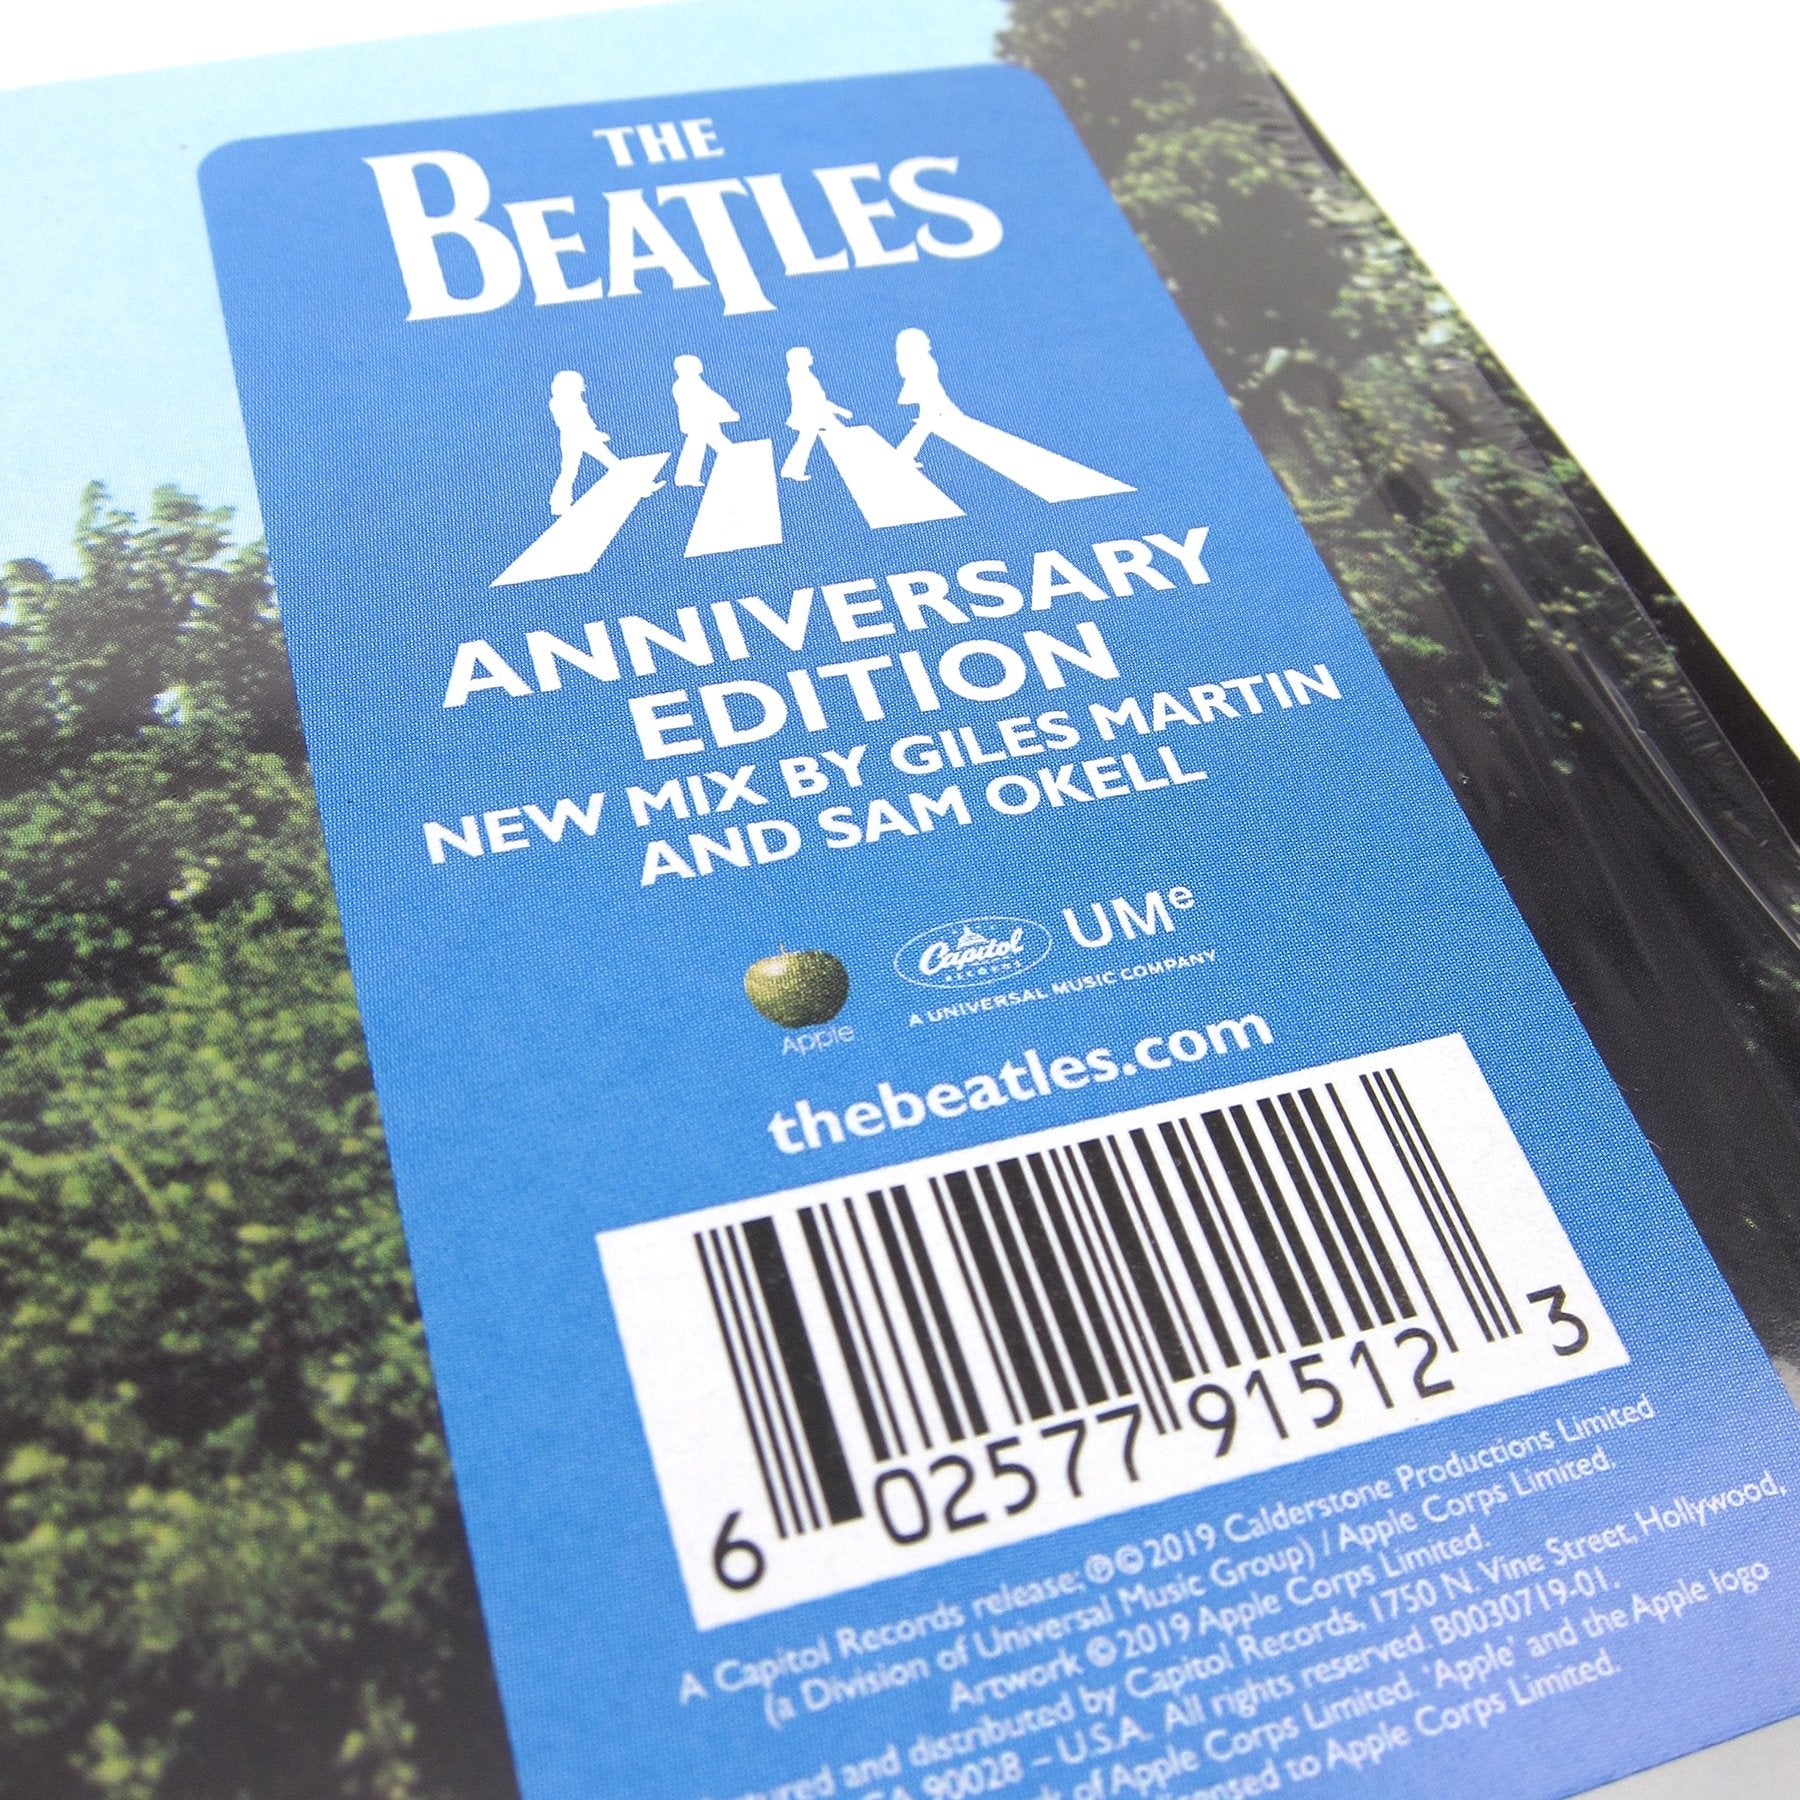 THE
BEATLES
ANNIVERSARY
EDITION
NEW MIX BY GILES MARTIN
AND SAM OKELL
Apple
Capitol
RECORDS
UMe
A UNIVERSAL MUSIC COMPANY
thebeatles.com
6 02577 91512 3
A Capitol Records release; ℗©2019 Calderstone Productions Limited
(a Division of Universal Music Group) / Apple Corps Limited.
Artwork ©2019 Apple Corps Limited.
and distributed by Capitol Records, 1750 N. Vine Street, Hollywood,
90028 – U.S.A. All rights reserved. B0030719-01.
of Apple Corps Limited. 'Apple' and the Apple logo
to Apple Corps Limited.